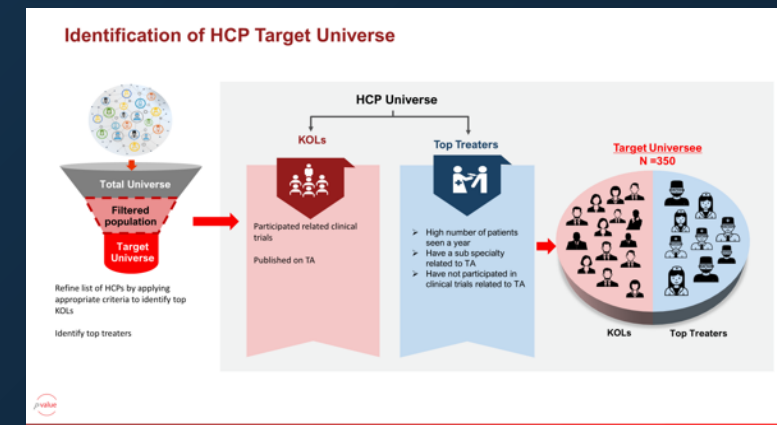 Identification of HCP Target Universe
HCP Universe
KOLs
Top Treaters
Target Universee
N =350
Total Universe
Filtered
population
Target
Universe
Participated related clinical
trials
Published on TA
➢ High number of patients
seen a year
➢ Have a sub specialty
related to TA
➢ Have not participated in
clinical trials related to TA
Refine list of HCPs by applying
appropriate criteria to identify top
KOLs
Identify top treaters
KOLs
Top Treaters
p-value